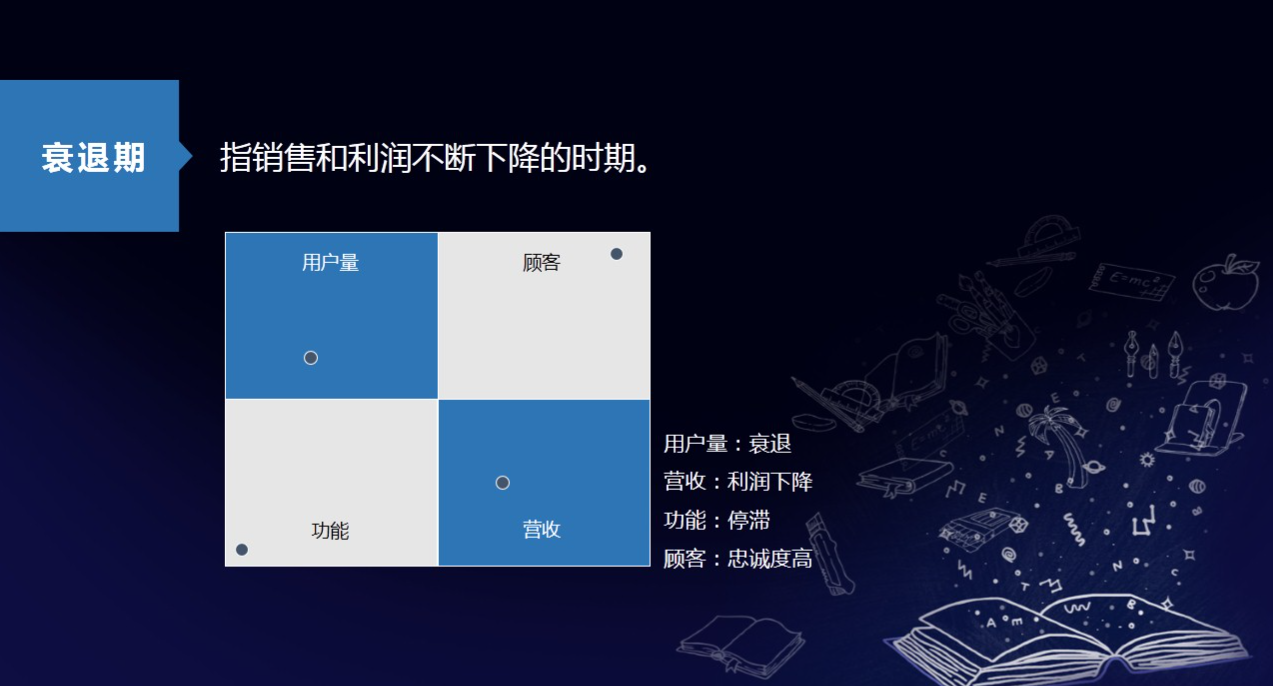 衰退期
指销售和利润不断下降的时期。
用户量
顾客
功能
营收
用户量：衰退
营收：利润下降
功能：停滞
顾客：忠诚度高
E=mc²